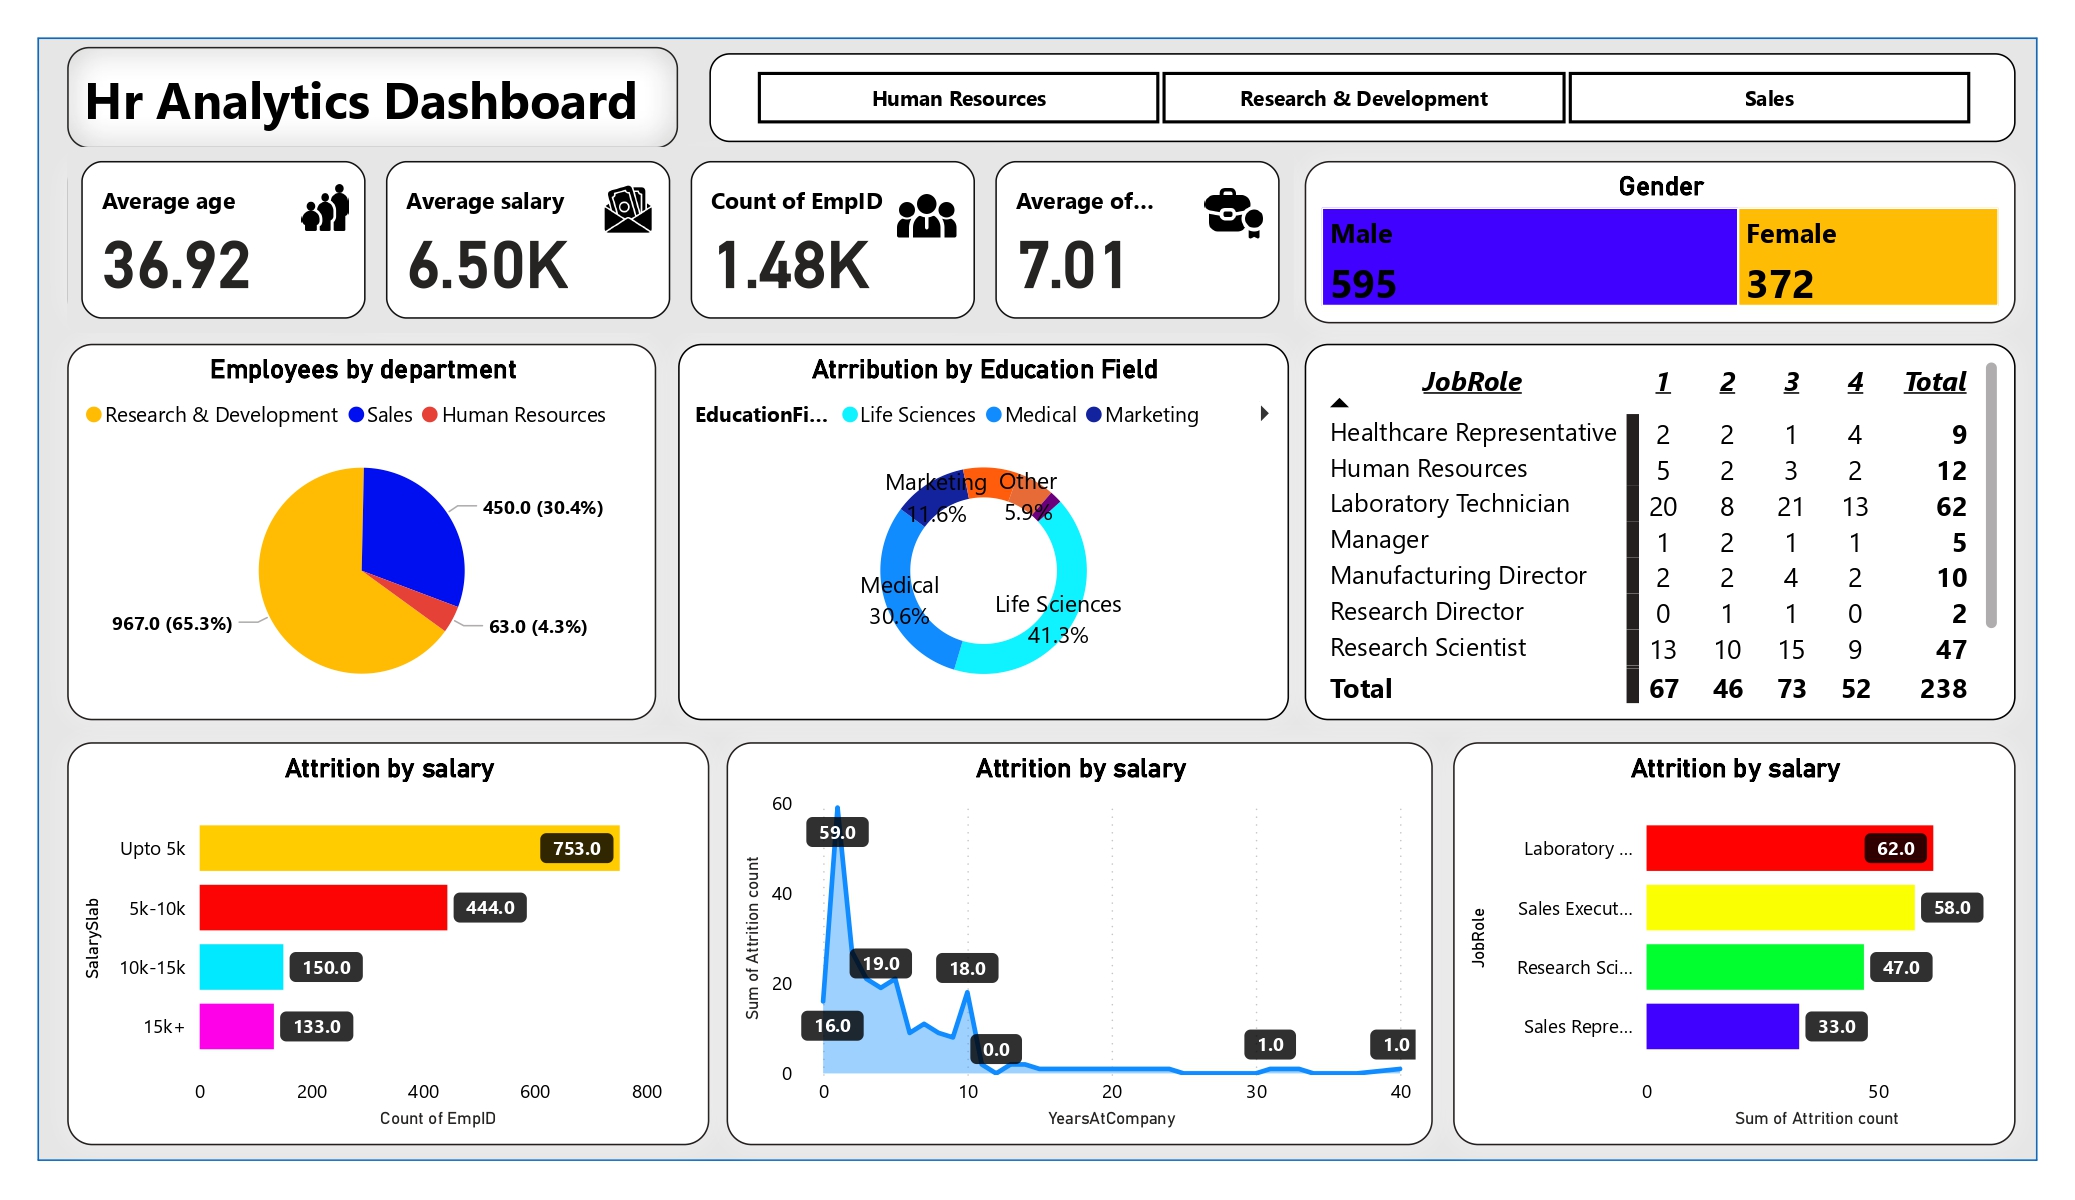 Hr Analytics Dashboard
Human Resources
Research & Development
Sales
Average age
36.92
Average salary
6.50K
Count of EmpID
1.48K
Average of...
7.01
Gender
Male
595
Female
372
Employees by department
Research & Development Sales Human Resources
450.0 (30.4%)
967.0 (65.3%)
63.0 (4.3%)
Atrribution by Education Field
EducationFi... Life Sciences Medical Marketing
Marketing
11.6%
Other
5.9%
Medical
30.6%
Life Sciences
41.3%
JobRole 1 2 3 4 Total
Healthcare Representative 2 2 1 4 9
Human Resources 5 2 3 2 12
Laboratory Technician 20 8 21 13 62
Manager 1 2 1 1 5
Manufacturing Director 2 2 4 2 10
Research Director 0 1 1 0 2
Research Scientist 13 10 15 9 47
Total 67 46 73 52 238
Attrition by salary
SalarySlab
Upto 5k 753.0
5k-10k 444.0
10k-15k 150.0
15k+ 133.0
0 200 400 600 800
Count of EmpID
Attrition by salary
Sum of Attrition count
60
40
20
0
59.0
19.0
18.0
16.0
0.0
1.0
1.0
0 10 20 30 40
YearsAtCompany
Attrition by salary
JobRole
Laboratory ... 62.0
Sales Execut... 58.0
Research Sci... 47.0
Sales Repre... 33.0
0 50
Sum of Attrition count